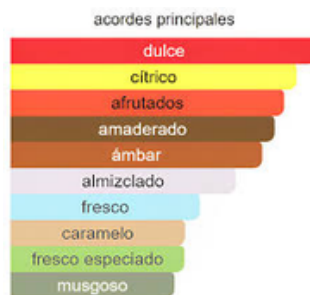 acordes principales
dulce
cítrico
afrutados
amaderado
ámbar
almizclado
fresco
caramelo
fresco especiado
musgoso